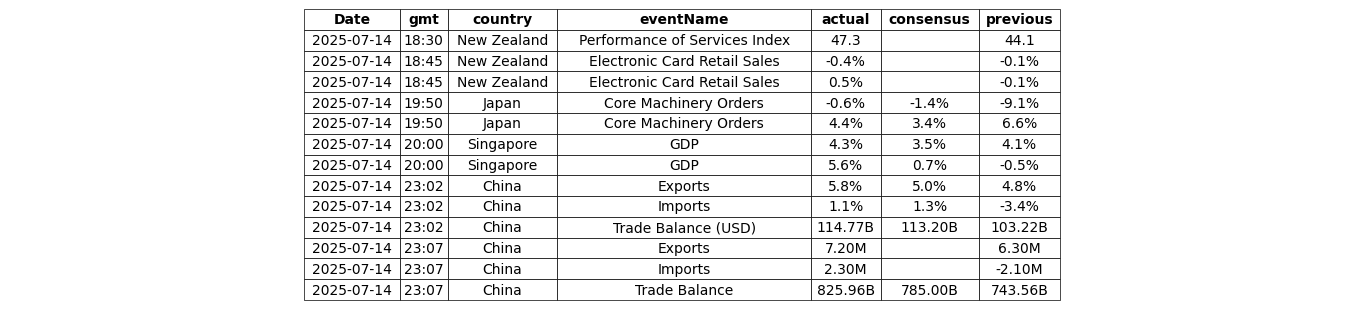 Date gmt country eventName actual consensus previous
2025-07-14 18:30 New Zealand Performance of Services Index 47.3 44.1
2025-07-14 18:45 New Zealand Electronic Card Retail Sales -0.4% -0.1%
2025-07-14 18:45 New Zealand Electronic Card Retail Sales 0.5% -0.1%
2025-07-14 19:50 Japan Core Machinery Orders -0.6% -1.4% -9.1%
2025-07-14 19:50 Japan Core Machinery Orders 4.4% 3.4% 6.6%
2025-07-14 20:00 Singapore GDP 4.3% 3.5% 4.1%
2025-07-14 20:00 Singapore GDP 5.6% 0.7% -0.5%
2025-07-14 23:02 China Exports 5.8% 5.0% 4.8%
2025-07-14 23:02 China Imports 1.1% 1.3% -3.4%
2025-07-14 23:02 China Trade Balance (USD) 114.77B 113.20B 103.22B
2025-07-14 23:07 China Exports 7.20M 6.30M
2025-07-14 23:07 China Imports 2.30M -2.10M
2025-07-14 23:07 China Trade Balance 825.96B 785.00B 743.56B